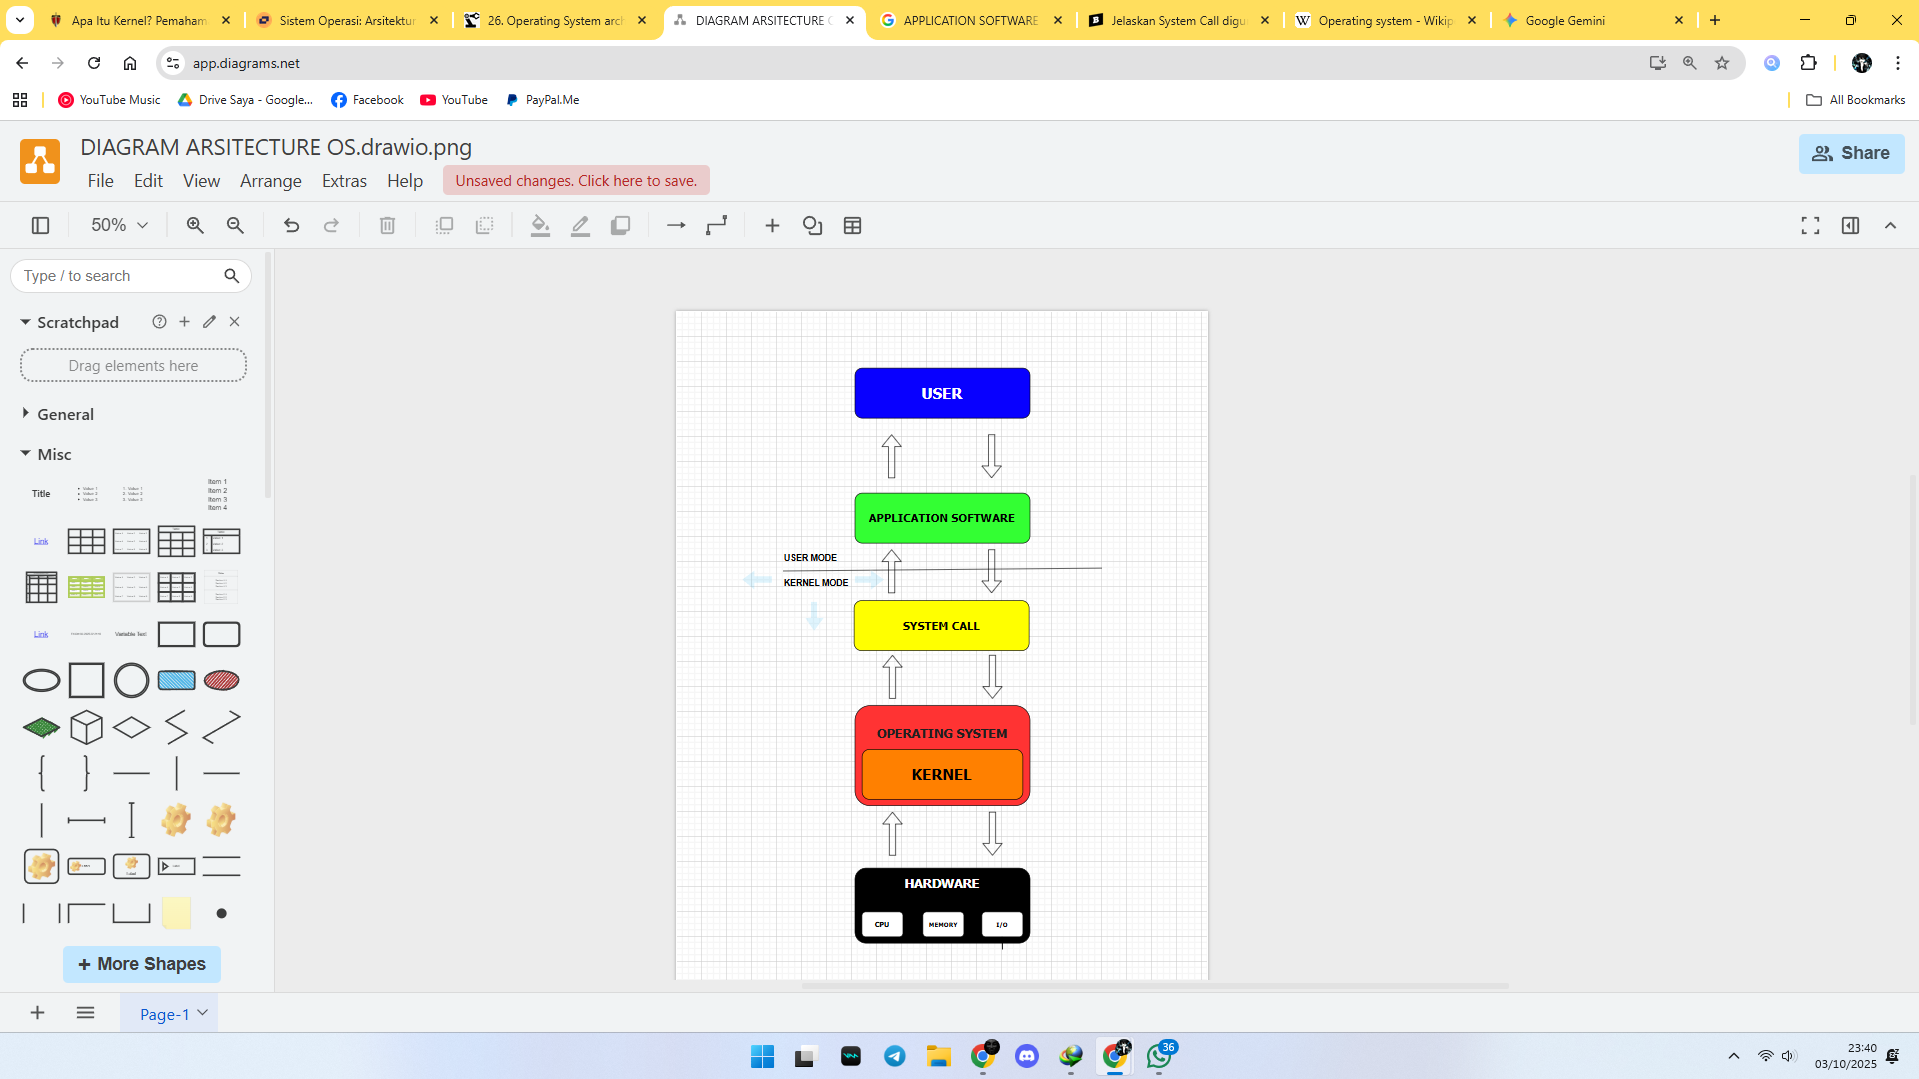 Apa Itu Kernel? Pemaham
Sistem Operasi: Arsitektur
26. Operating System arc
DIAGRAM ARSITECTURE O
APPLICATION SOFTWARE
Jelaskan System Call digu
Operating system - Wikip
Google Gemini
app.diagrams.net
YouTube Music
Drive Saya - Google...
Facebook
YouTube
PayPal.Me
All Bookmarks
DIAGRAM ARSITECTURE OS.drawio.png
File Edit View Arrange Extras Help
Unsaved changes. Click here to save.
Share
50%
Type / to search
Scratchpad
Drag elements here
General
Misc
Title
Item 1
Item 2
Item 3
Item 4
Link
Link
Variable Text
More Shapes
Page-1
USER
APPLICATION SOFTWARE
USER MODE
KERNEL MODE
SYSTEM CALL
OPERATING SYSTEM
KERNEL
HARDWARE
CPU
MEMORY
I/O
36
23:40
03/10/2025